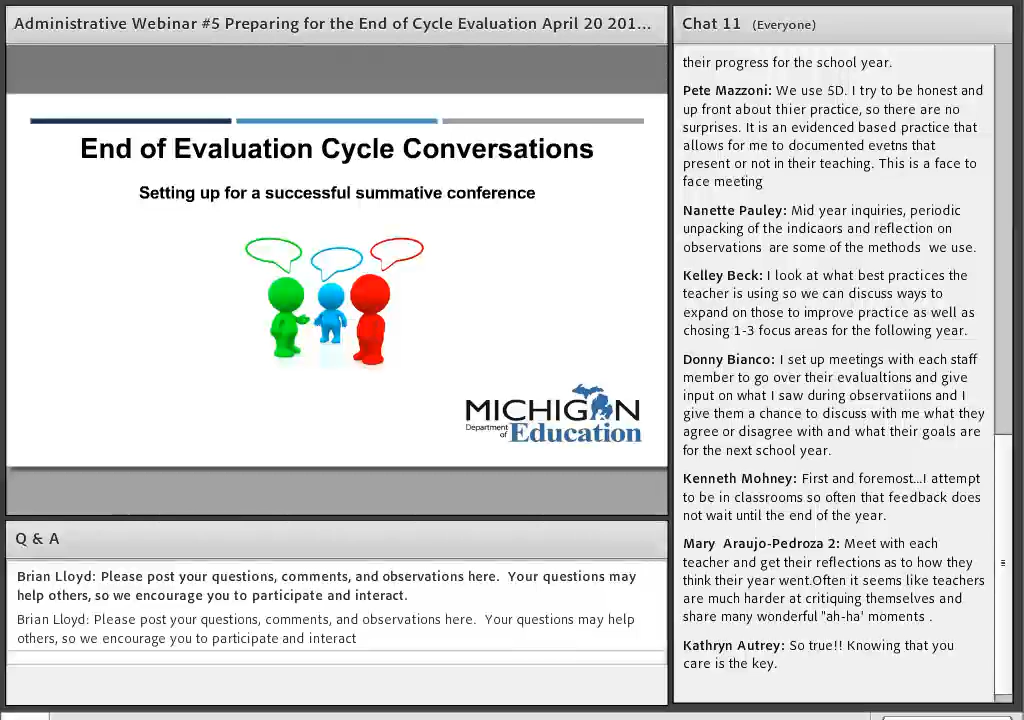 Administrative Webinar #5 Preparing for the End of Cycle Evaluation April 20 201...
End of Evaluation Cycle Conversations
Setting up for a successful summative conference
MICHIGAN
Department
of Education
Q & A
Brian Lloyd: Please post your questions, comments, and observations here.  Your questions may
help others, so we encourage you to participate and interact.
Brian Lloyd: Please post your questions, comments, and observations here.  Your questions may help
others, so we encourage you to participate and interact
Chat 11 (Everyone)
their progress for the school year.
Pete Mazzoni: We use 5D. I try to be honest and
up front about thier practice, so there are no
surprises. It is an evidenced based practice that
allows for me to documented evetns that
present or not in their teaching. This is a face to
face meeting
Nanette Pauley: Mid year inquiries, periodic
unpacking of the indicaors and reflection on
observations  are some of the methods  we use.
Kelley Beck: I look at what best practices the
teacher is using so we can discuss ways to
expand on those to improve practice as well as
chosing 1-3 focus areas for the following year.
Donny Bianco: I set up meetings with each staff
member to go over their evalualtions and give
input on what I saw during observatiions and I
give them a chance to discuss with me what they
agree or disagree with and what their goals are
for the next school year.
Kenneth Mohney: First and foremost...I attempt
to be in classrooms so often that feedback does
not wait until the end of the year.
Mary  Araujo-Pedroza 2: Meet with each
teacher and get their reflections as to how they
think their year went.Often it seems like teachers
are much harder at critiquing themselves and
share many wonderful "ah-ha' moments .
Kathryn Autrey: So true!! Knowing that you
care is the key.